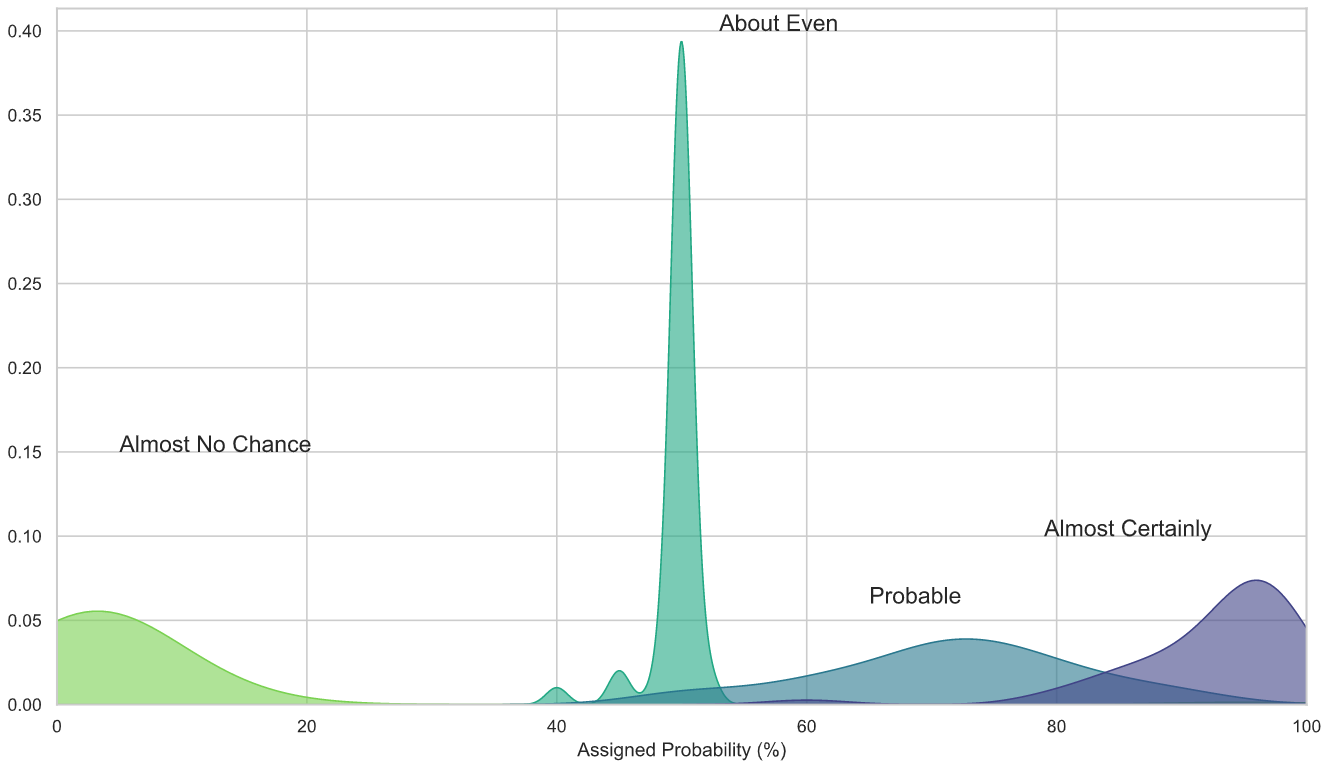 About Even
0.40
0.35
0.30
0.25
0.20
Almost No Chance
0.15
Almost Certainly
0.10
Probable
0.05
0.00
0 20 40 60 80 100
Assigned Probability (%)